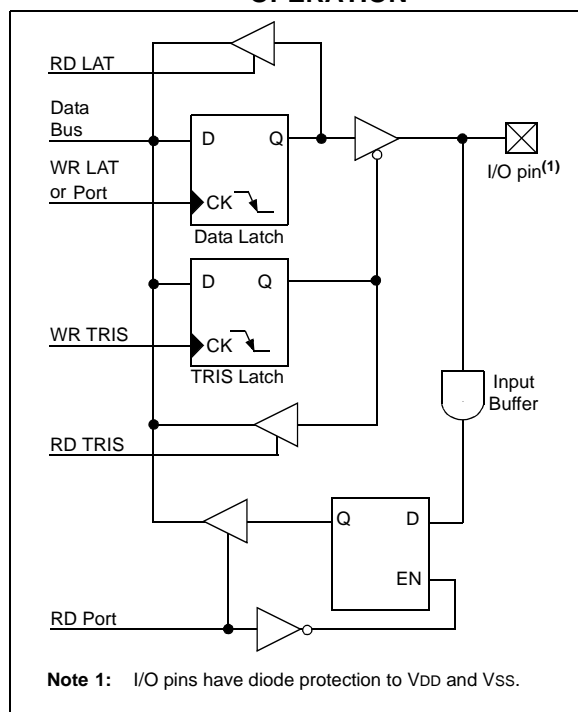 OPERATION
RD LAT
Data
Bus
D Q
WR LAT
or Port
CK
Data Latch
I/O pin(1)
D Q
WR TRIS
CK
TRIS Latch
Input
Buffer
RD TRIS
Q D
EN
RD Port
Note 1: I/O pins have diode protection to VDD and VSS.